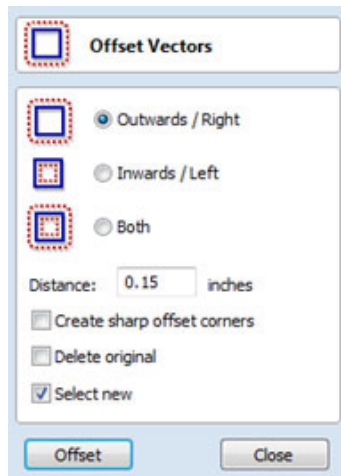 Offset Vectors
Outwards / Right
Inwards / Left
Both
Distance: 0.15 inches
Create sharp offset corners
Delete original
Select new
Offset Close